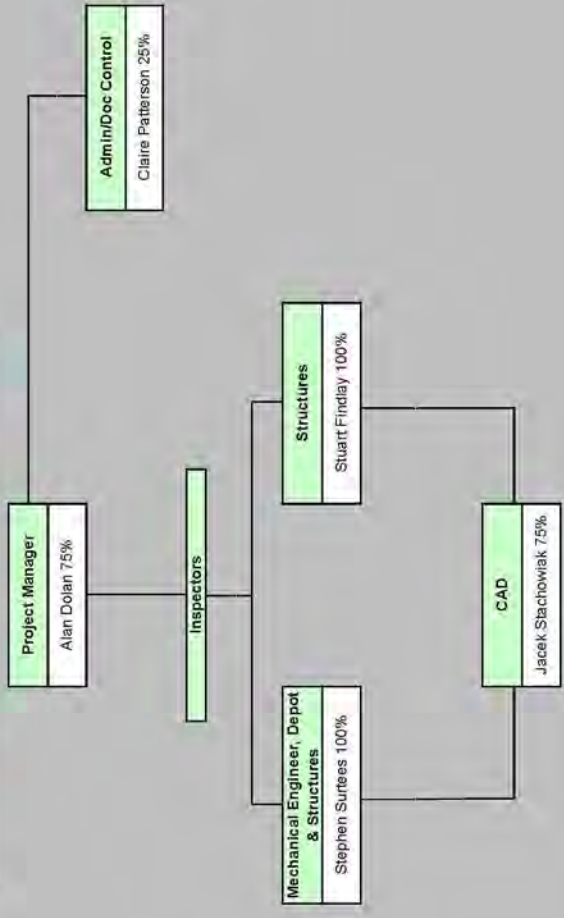 Project Manager
Alan Dolan 75%
Admin/Doc Control
Claire Patterson 25%
Inspectors
Mechanical Engineer, Depot
& Structures
Stephen Surtees 100%
Structures
Stuart Findlay 100%
CAD
Jacek Stachowiak 75%